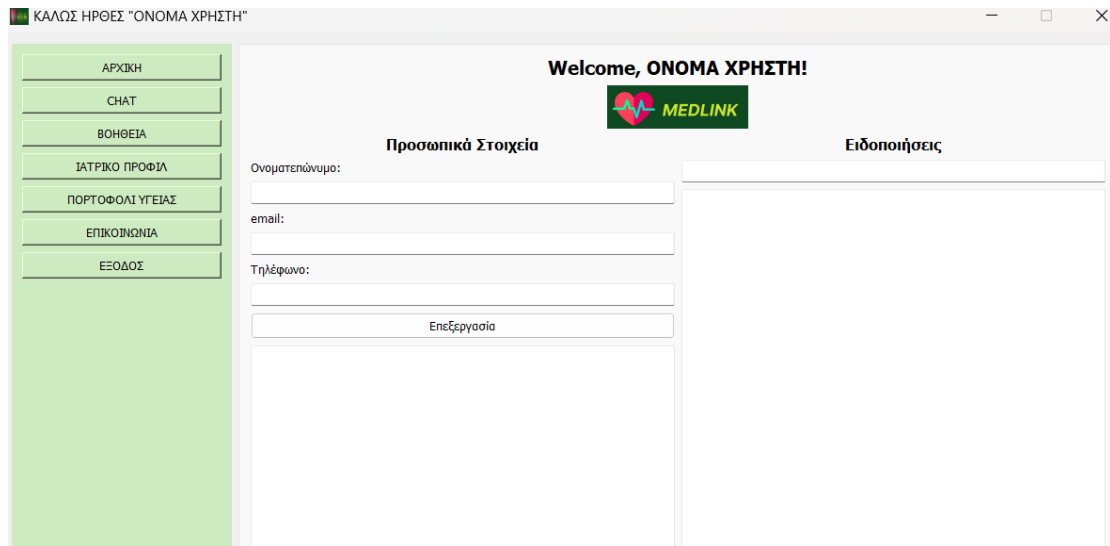 ΚΑΛΩΣ ΗΡΘΕΣ "ΟΝΟΜΑ ΧΡΗΣΤΗ"
ΑΡΧΙΚΗ
CHAT
ΒΟΗΘΕΙΑ
ΙΑΤΡΙΚΟ ΠΡΟΦΙΛ
ΠΟΡΤΟΦΟΛΙ ΥΓΕΙΑΣ
ΕΠΙΚΟΙΝΩΝΙΑ
ΕΞΟΔΟΣ
Welcome, ΟΝΟΜΑ ΧΡΗΣΤΗ!
MEDLINK
Προσωπικά Στοιχεία
Ονοματεπώνυμο:
email:
Τηλέφωνο:
Επεξεργασία
Ειδοποιήσεις